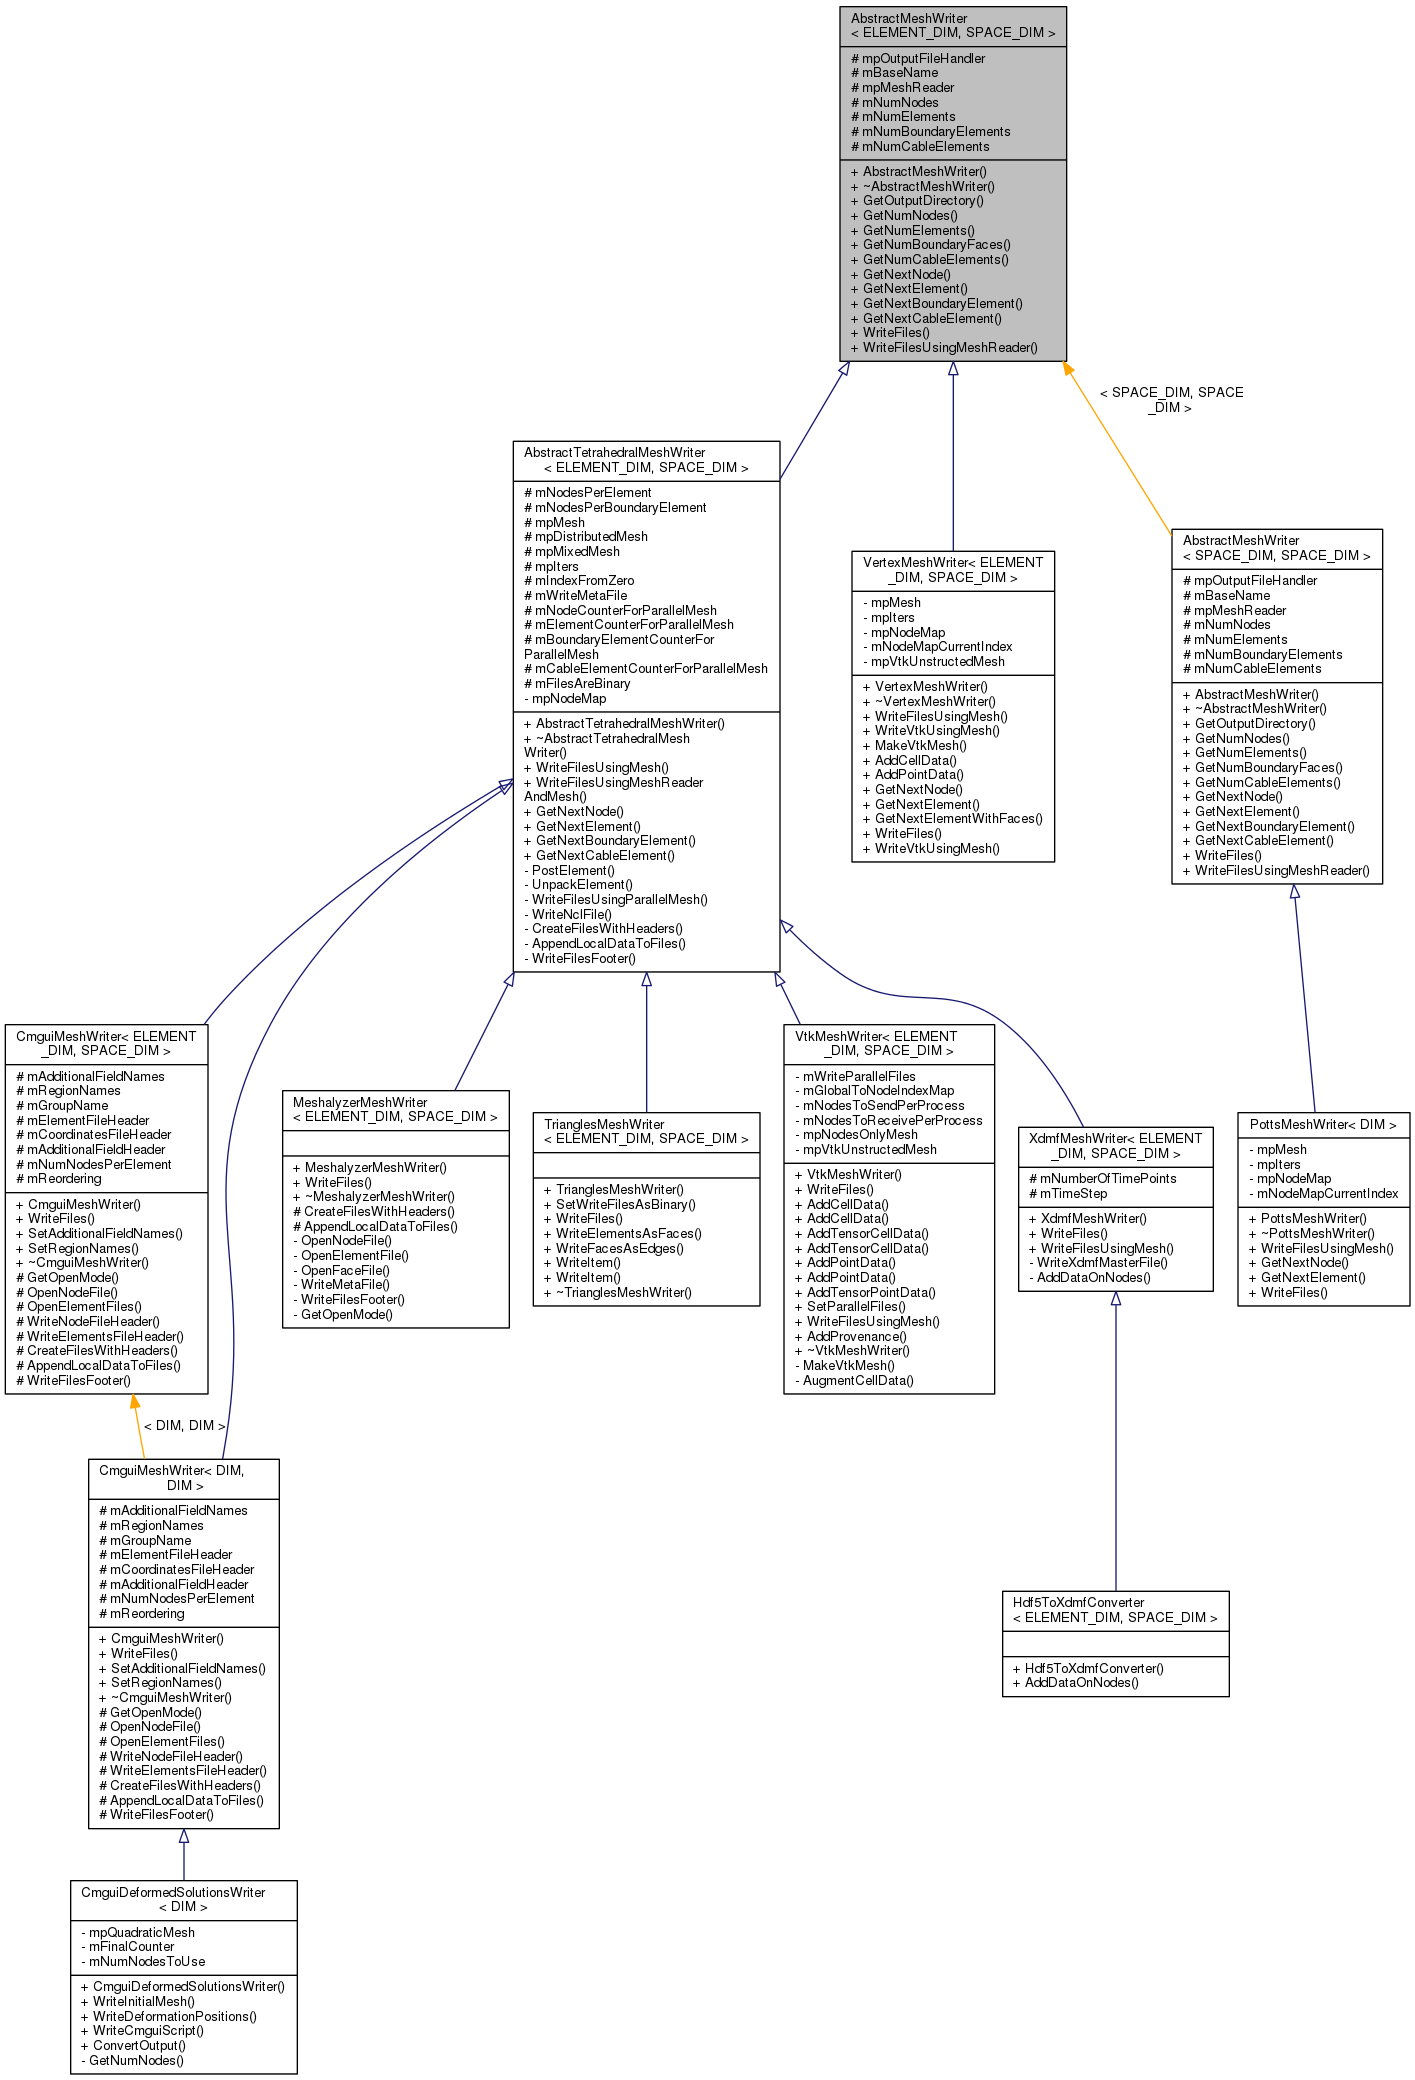 AbstractMeshWriter
< ELEMENT_DIM, SPACE_DIM >
# mpOutputFileHandler
# mBaseName
# mpMeshReader
# mNumNodes
# mNumElements
# mNumBoundaryElements
# mNumCableElements
+ AbstractMeshWriter()
+ ~AbstractMeshWriter()
+ GetOutputDirectory()
+ GetNumNodes()
+ GetNumElements()
+ GetNumBoundaryFaces()
+ GetNumCableElements()
+ GetNextNode()
+ GetNextElement()
+ GetNextBoundaryElement()
+ GetNextCableElement()
+ WriteFiles()
+ WriteFilesUsingMeshReader()
< SPACE_DIM, SPACE
_DIM >
AbstractTetrahedralMeshWriter
< ELEMENT_DIM, SPACE_DIM >
# mNodesPerElement
# mNodesPerBoundaryElement
# mpMesh
# mpDistributedMesh
# mpMixedMesh
# mpIters
# mIndexFromZero
# mWriteMetaFile
# mNodeCounterForParallelMesh
# mElementCounterForParallelMesh
# mBoundaryElementCounterFor
ParallelMesh
# mCableElementCounterForParallelMesh
# mFilesAreBinary
- mpNodeMap
+ AbstractTetrahedralMeshWriter()
+ ~AbstractTetrahedralMesh
Writer()
+ WriteFilesUsingMesh()
+ WriteFilesUsingMeshReader
AndMesh()
+ GetNextNode()
+ GetNextElement()
+ GetNextBoundaryElement()
+ GetNextCableElement()
- PostElement()
- UnpackElement()
- WriteFilesUsingParallelMesh()
- WriteNclFile()
- CreateFilesWithHeaders()
- AppendLocalDataToFiles()
- WriteFilesFooter()
VertexMeshWriter< ELEMENT
_DIM, SPACE_DIM >
- mpMesh
- mpIters
- mpNodeMap
- mNodeMapCurrentIndex
- mpVtkUnstructedMesh
+ VertexMeshWriter()
+ ~VertexMeshWriter()
+ WriteFilesUsingMesh()
+ WriteVtkUsingMesh()
+ MakeVtkMesh()
+ AddCellData()
+ AddPointData()
+ GetNextNode()
+ GetNextElement()
+ GetNextElementWithFaces()
+ WriteFiles()
+ WriteVtkUsingMesh()
AbstractMeshWriter
< SPACE_DIM, SPACE_DIM >
# mpOutputFileHandler
# mBaseName
# mpMeshReader
# mNumNodes
# mNumElements
# mNumBoundaryElements
# mNumCableElements
+ AbstractMeshWriter()
+ ~AbstractMeshWriter()
+ GetOutputDirectory()
+ GetNumNodes()
+ GetNumElements()
+ GetNumBoundaryFaces()
+ GetNumCableElements()
+ GetNextNode()
+ GetNextElement()
+ GetNextBoundaryElement()
+ GetNextCableElement()
+ WriteFiles()
+ WriteFilesUsingMeshReader()
CmguiMeshWriter< ELEMENT
_DIM, SPACE_DIM >
# mAdditionalFieldNames
# mRegionNames
# mGroupName
# mElementFileHeader
# mCoordinatesFileHeader
# mAdditionalFieldHeader
# mNumNodesPerElement
# mReordering
+ CmguiMeshWriter()
+ WriteFiles()
+ SetAdditionalFieldNames()
+ SetRegionNames()
+ ~CmguiMeshWriter()
# GetOpenMode()
# OpenNodeFile()
# OpenElementFiles()
# WriteNodeFileHeader()
# WriteElementsFileHeader()
# CreateFilesWithHeaders()
# AppendLocalDataToFiles()
# WriteFilesFooter()
MeshalyzerMeshWriter
< ELEMENT_DIM, SPACE_DIM >
+ MeshalyzerMeshWriter()
+ WriteFiles()
+ ~MeshalyzerMeshWriter()
# CreateFilesWithHeaders()
# AppendLocalDataToFiles()
- OpenNodeFile()
- OpenElementFile()
- OpenFaceFile()
- WriteMetaFile()
- WriteFilesFooter()
- GetOpenMode()
TrianglesMeshWriter
< ELEMENT_DIM, SPACE_DIM >
+ TrianglesMeshWriter()
+ SetWriteFilesAsBinary()
+ WriteFiles()
+ WriteElementsAsFaces()
+ WriteFacesAsEdges()
+ WriteItem()
+ WriteItem()
+ ~TrianglesMeshWriter()
VtkMeshWriter< ELEMENT
_DIM, SPACE_DIM >
- mWriteParallelFiles
- mGlobalToNodeIndexMap
- mNodesToSendPerProcess
- mNodesToReceivePerProcess
- mpNodesOnlyMesh
- mpVtkUnstructedMesh
+ VtkMeshWriter()
+ WriteFiles()
+ AddCellData()
+ AddCellData()
+ AddTensorCellData()
+ AddTensorCellData()
+ AddPointData()
+ AddPointData()
+ AddTensorPointData()
+ SetParallelFiles()
+ WriteFilesUsingMesh()
+ AddProvenance()
+ ~VtkMeshWriter()
- MakeVtkMesh()
- AugmentCellData()
XdmfMeshWriter< ELEMENT
_DIM, SPACE_DIM >
# mNumberOfTimePoints
# mTimeStep
+ XdmfMeshWriter()
+ WriteFiles()
+ WriteFilesUsingMesh()
- WriteXdmfMasterFile()
- AddDataOnNodes()
PottsMeshWriter< DIM >
- mpMesh
- mpIters
- mpNodeMap
- mNodeMapCurrentIndex
+ PottsMeshWriter()
+ ~PottsMeshWriter()
+ WriteFilesUsingMesh()
+ GetNextNode()
+ GetNextElement()
+ WriteFiles()
< DIM, DIM >
CmguiMeshWriter< DIM,
DIM >
# mAdditionalFieldNames
# mRegionNames
# mGroupName
# mElementFileHeader
# mCoordinatesFileHeader
# mAdditionalFieldHeader
# mNumNodesPerElement
# mReordering
+ CmguiMeshWriter()
+ WriteFiles()
+ SetAdditionalFieldNames()
+ SetRegionNames()
+ ~CmguiMeshWriter()
# GetOpenMode()
# OpenNodeFile()
# OpenElementFiles()
# WriteNodeFileHeader()
# WriteElementsFileHeader()
# CreateFilesWithHeaders()
# AppendLocalDataToFiles()
# WriteFilesFooter()
Hdf5ToXdmfConverter
< ELEMENT_DIM, SPACE_DIM >
+ Hdf5ToXdmfConverter()
+ AddDataOnNodes()
CmguiDeformedSolutionsWriter
< DIM >
- mpQuadraticMesh
- mFinalCounter
- mNumNodesToUse
+ CmguiDeformedSolutionsWriter()
+ WriteInitialMesh()
+ WriteDeformationPositions()
+ WriteCmguiScript()
+ ConvertOutput()
- GetNumNodes()